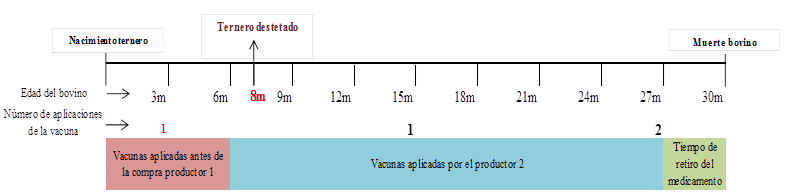 Ternero destetado
Nacimiento ternero
Muerte bovino
Edad del bovino
3m 6m 8m 9m 12m 15m 18m 21m 24m 27m 30m
Número de aplicaciones
de la vacuna
1 1 2
Vacunas aplicadas antes de
la compra productor 1
Vacunas aplicadas por el productor 2
Tiempo de
retiro del
medicamento